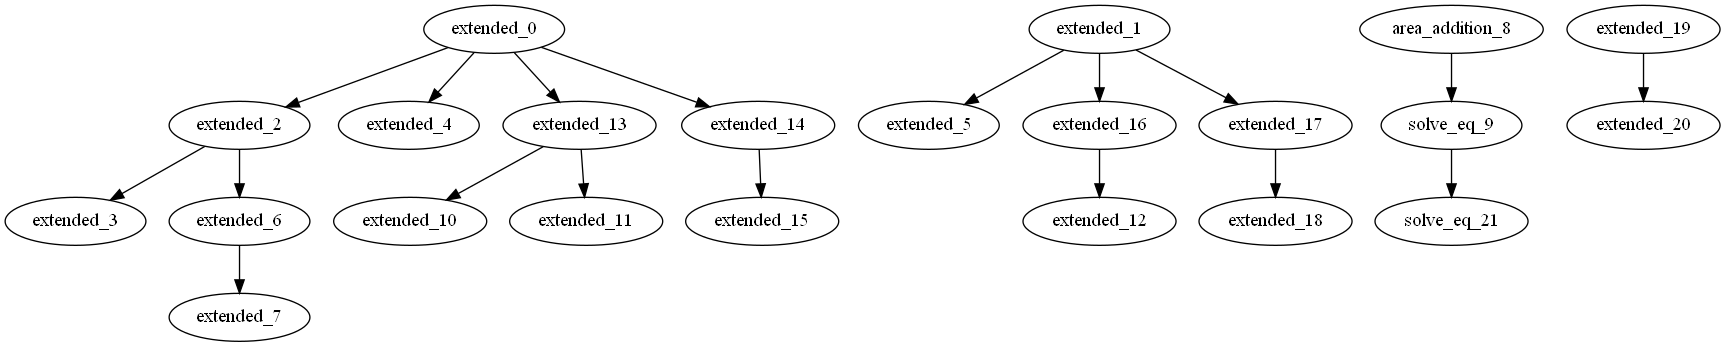 extended_0
extended_1
area_addition_8
extended_19
extended_2
extended_4
extended_13
extended_14
extended_5
extended_16
extended_17
solve_eq_9
extended_20
extended_3
extended_6
extended_10
extended_11
extended_15
extended_12
extended_18
solve_eq_21
extended_7